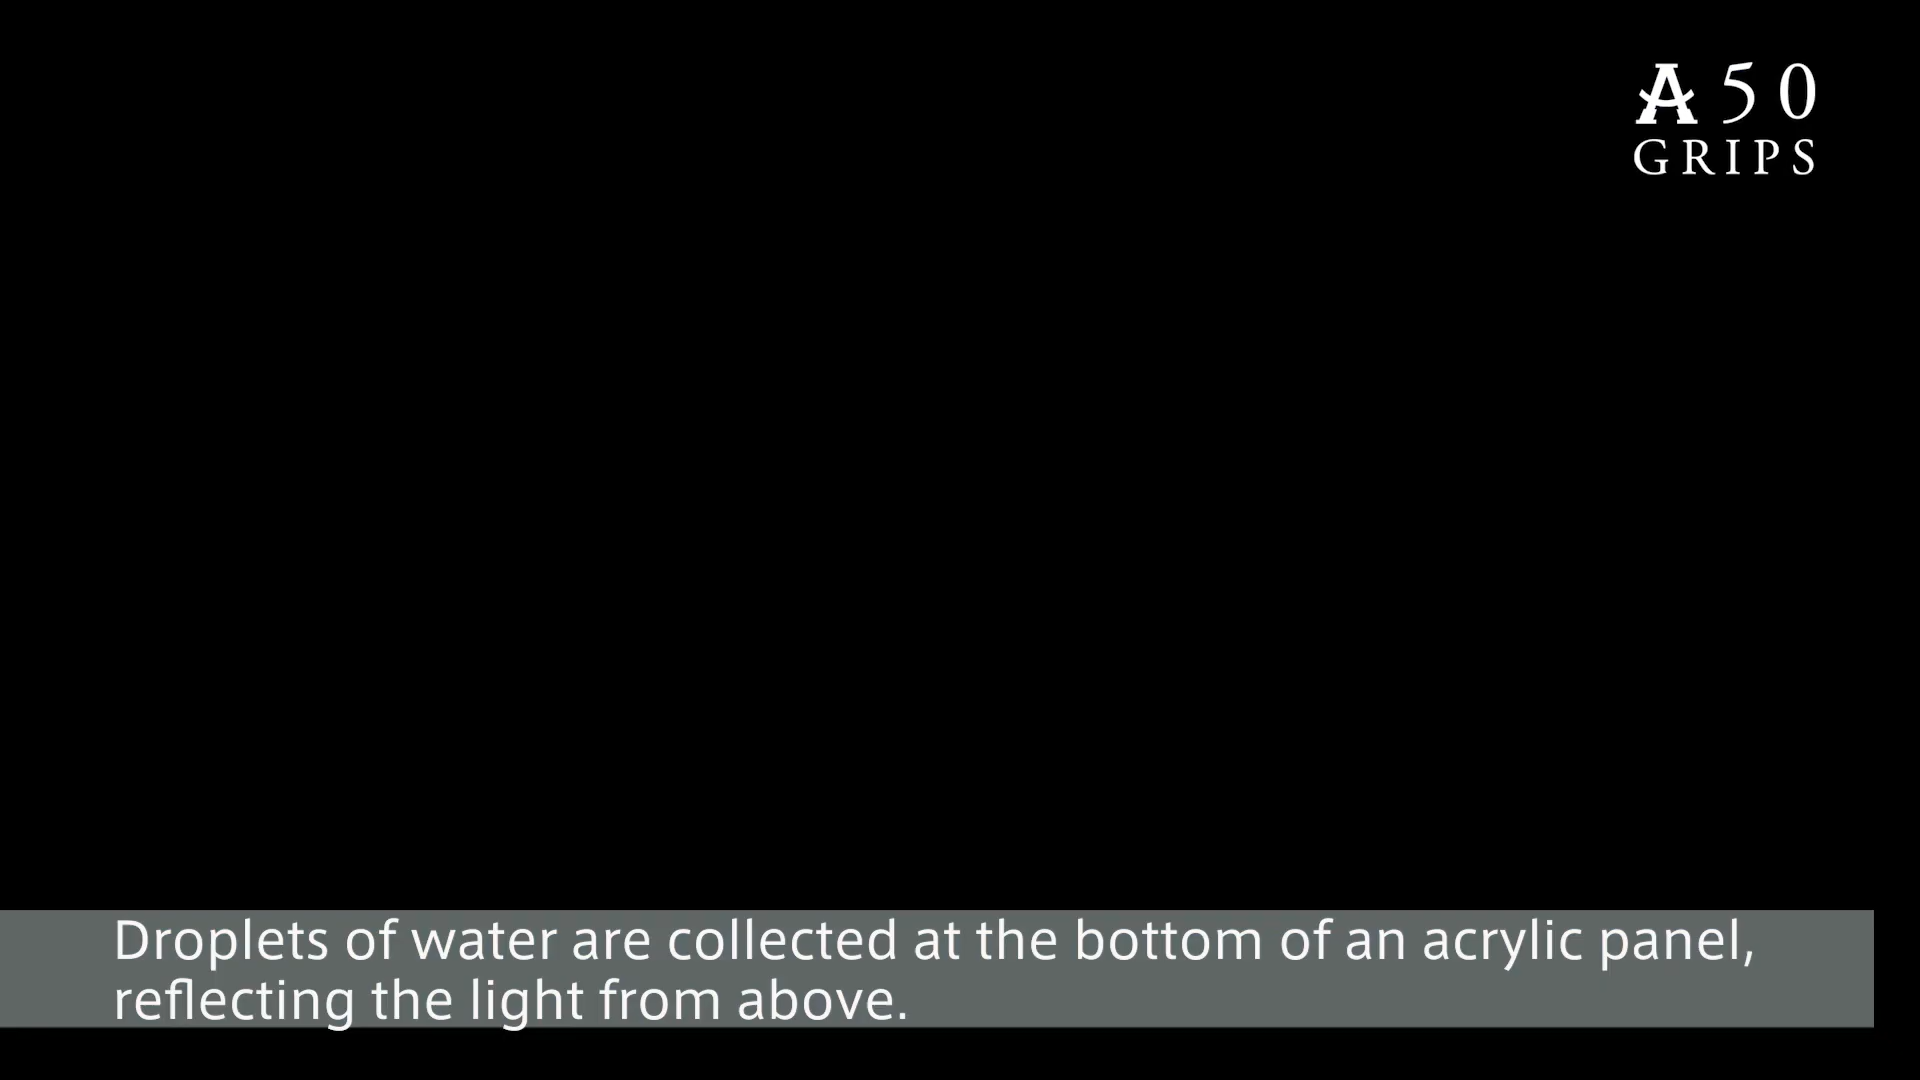 A50
GRIPS
Droplets of water are collected at the bottom of an acrylic panel,
reflecting the light from above.